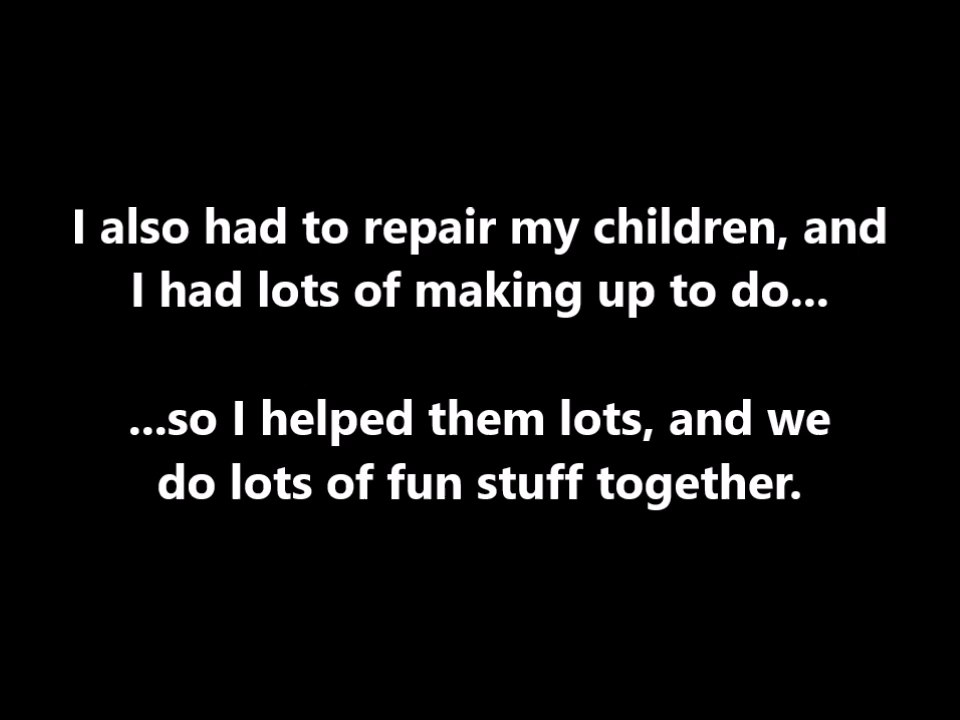 I also had to repair my children, and
I had lots of making up to do...
...so I helped them lots, and we
do lots of fun stuff together.